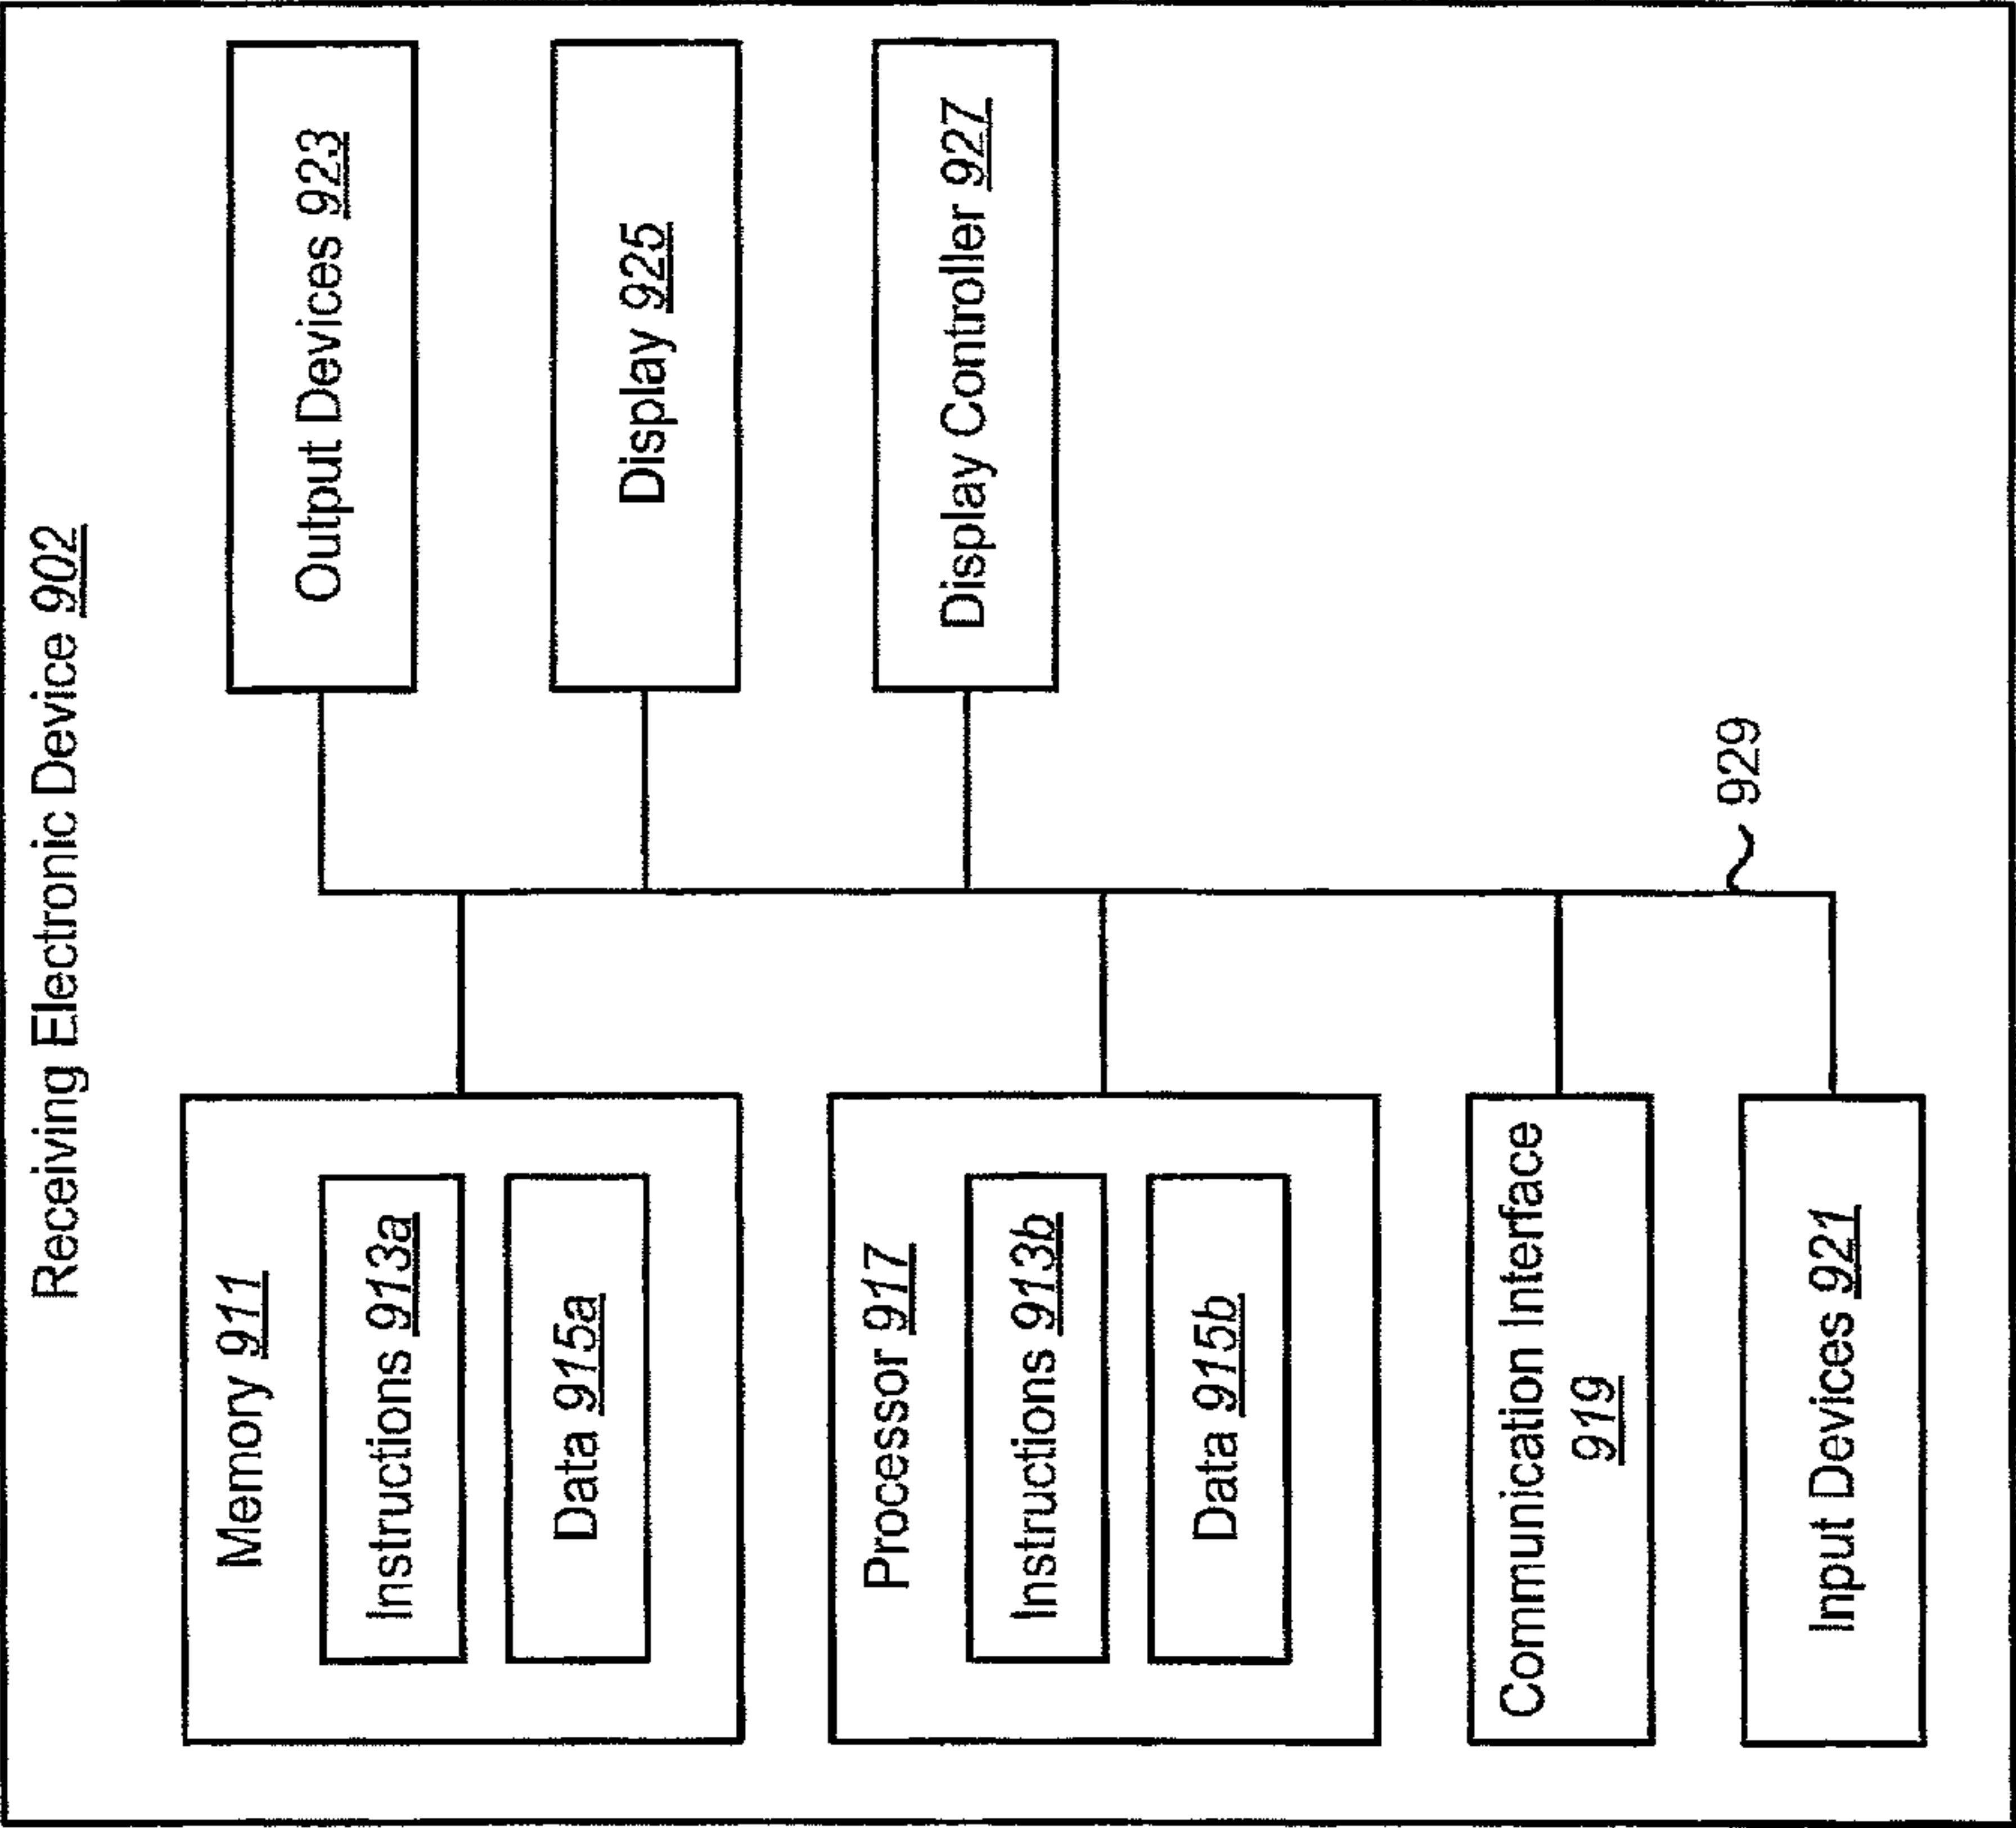 Receiving Electronic Device 902
Memory 911
Instructions 913a
Data 915a
Processor 917
Instructions 913b
Data 915b
Communication Interface
919
Input Devices 921
Output Devices 923
Display 925
Display Controller 927
929